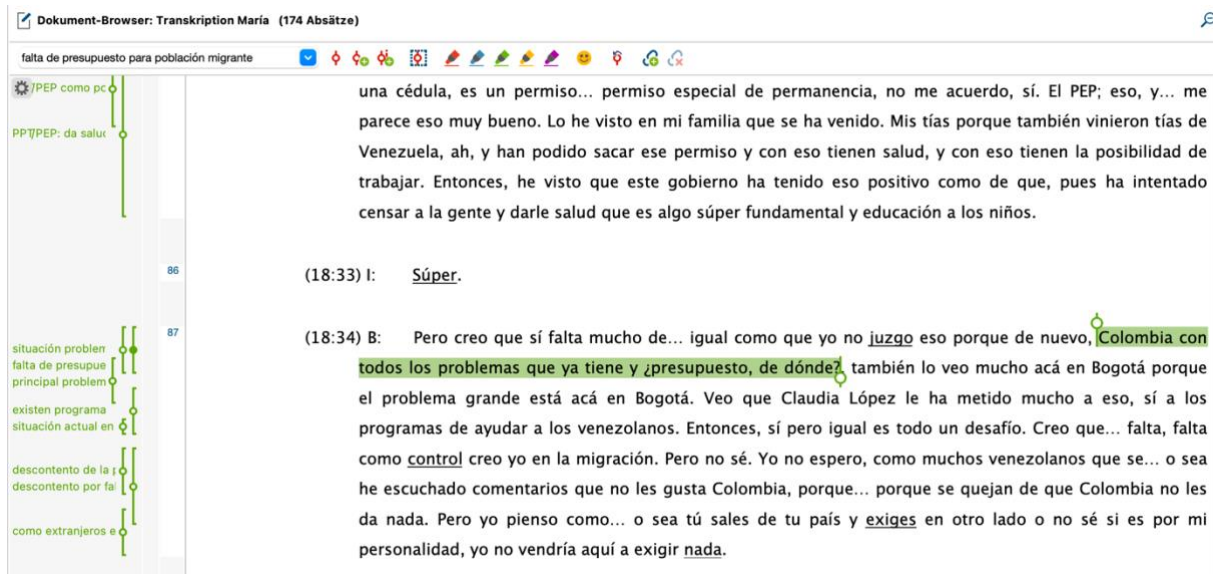 Dokument-Browser: Transkription María (174 Absätze)
falta de presupuesto para población migrante
/PEP como pc
PPT/PEP: da saluc
una cédula, es un permiso... permiso especial de permanencia, no me acuerdo, sí. El PEP; eso, y... me
parece eso muy bueno. Lo he visto en mi familia que se ha venido. Mis tías porque también vinieron tías de
Venezuela, ah, y han podido sacar ese permiso y con eso tienen salud, y con eso tienen la posibilidad de
trabajar. Entonces, he visto que este gobierno ha tenido eso positivo como de que, pues ha intentado
censar a la gente y darle salud que es algo súper fundamental y educación a los niños.
86
(18:33) I: Súper.
87
situación problem
falta de presupue
principal problem
existen programa
situación actual en
descontento de la p
descontento por fal
como extranjeros e
(18:34) B: Pero creo que sí falta mucho de... igual como que yo no juzgo eso porque de nuevo, Colombia con
todos los problemas que ya tiene y ¿presupuesto, de dónde?, también lo veo mucho acá en Bogotá porque
el problema grande está acá en Bogotá. Veo que Claudia López le ha metido mucho a eso, sí a los
programas de ayudar a los venezolanos. Entonces, sí pero igual es todo un desafío. Creo que... falta, falta
como control creo yo en la migración. Pero no sé. Yo no espero, como muchos venezolanos que se... o sea
he escuchado comentarios que no les gusta Colombia, porque... porque se quejan de que Colombia no les
da nada. Pero yo pienso como... o sea tú sales de tu país y exiges en otro lado o no sé si es por mi
personalidad, yo no vendría aquí a exigir nada.